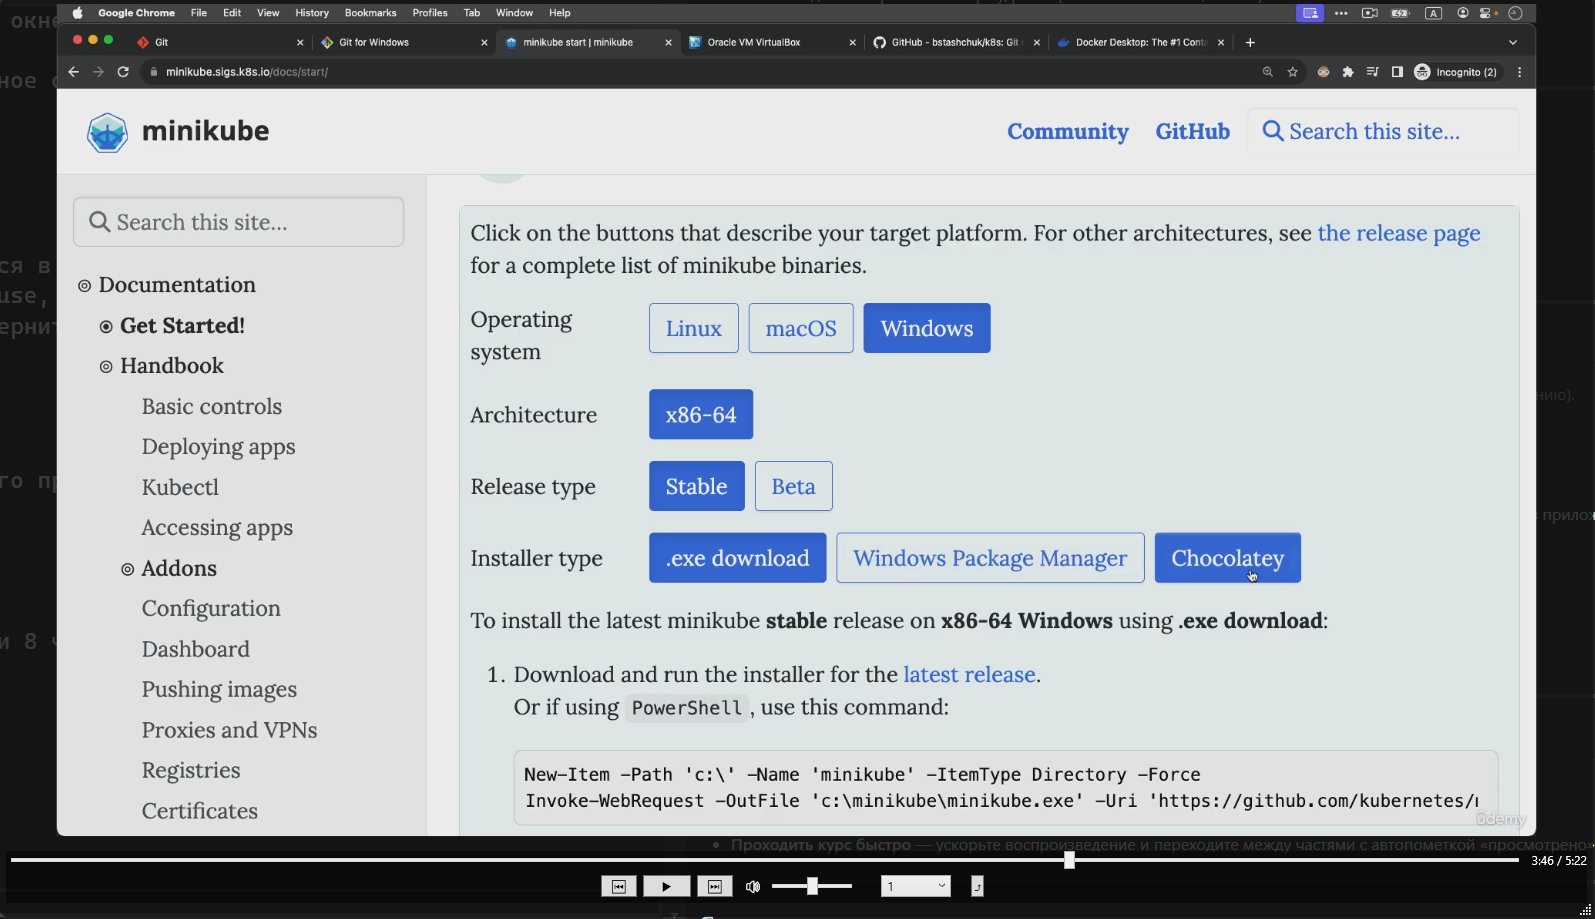 Google Chrome File Edit View History Bookmarks Profiles Tab Window Help
Git
Git for Windows
minikube start | minikube
Oracle VM VirtualBox
GitHub - bstashchuk/k8s: Git
Docker Desktop: The #1 Conta
minikube.sigs.k8s.io/docs/start/
Incognito (2)
minikube
Community GitHub Search this site...
Search this site...
Documentation
Get Started!
Handbook
Basic controls
Deploying apps
Kubectl
Accessing apps
Addons
Configuration
Dashboard
Pushing images
Proxies and VPNs
Registries
Certificates
Click on the buttons that describe your target platform. For other architectures, see the release page
for a complete list of minikube binaries.
Operating
system
Linux macOS Windows
Architecture x86-64
Release type Stable Beta
Installer type .exe download Windows Package Manager Chocolatey
To install the latest minikube stable release on x86-64 Windows using .exe download:
1. Download and run the installer for the latest release.
Or if using PowerShell, use this command:
New-Item -Path 'c:\' -Name 'minikube' -ItemType Directory -Force
Invoke-WebRequest -OutFile 'c:\minikube\minikube.exe' -Uri 'https://github.com/kubernetes/
ûdemy
• Проходить курс быстро — ускорьте воспроизведение и переходите между частями с автопометкой «просмотрено»
3:46 / 5:22
1